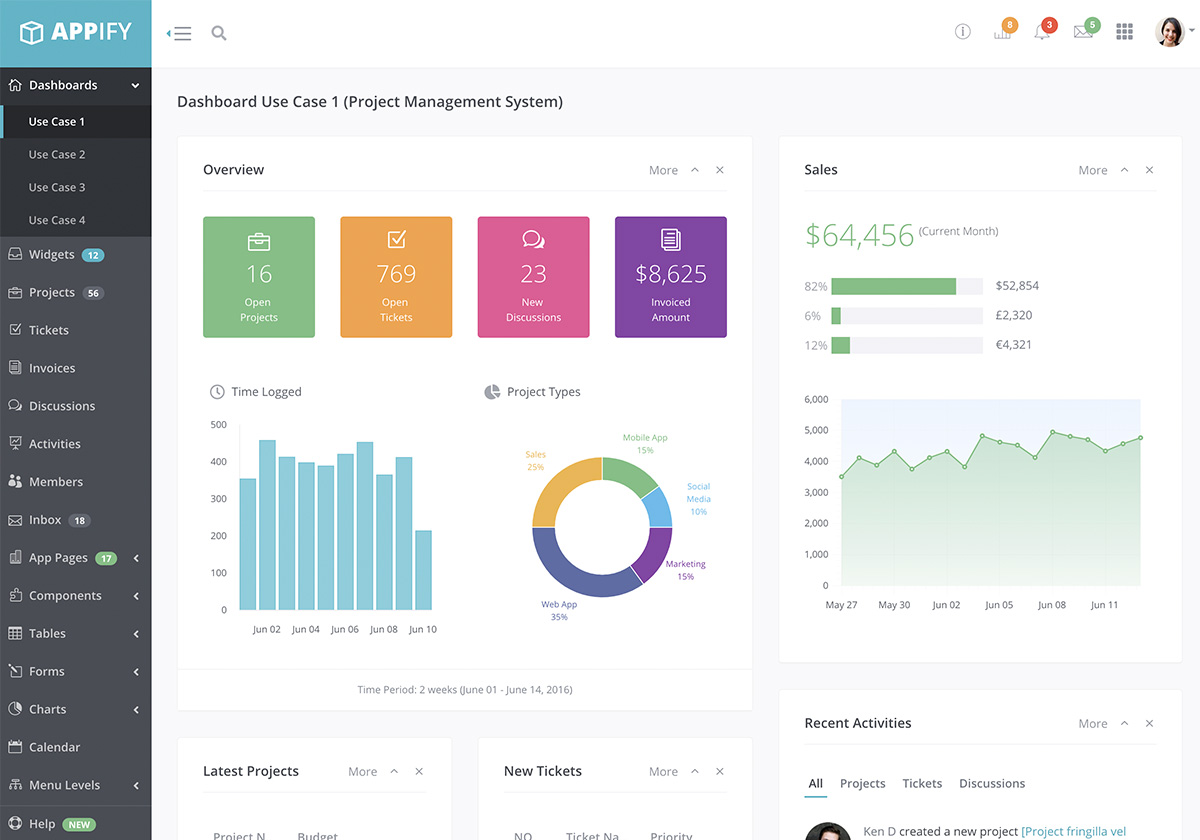 APPIFY
8
3
5
Dashboards
Use Case 1
Use Case 2
Use Case 3
Use Case 4
Widgets 12
Projects 56
Tickets
Invoices
Discussions
Activities
Members
Inbox 18
App Pages 17
Components
Tables
Forms
Charts
Calendar
Menu Levels
Help NEW
Dashboard Use Case 1 (Project Management System)
Overview
More
16
Open
Projects
769
Open
Tickets
23
New
Discussions
$8,625
Invoiced
Amount
Time Logged
500
400
300
200
100
0
Jun 02 Jun 04 Jun 06 Jun 08 Jun 10
Project Types
Mobile App
15%
Sales
25%
Social
Media
10%
Marketing
15%
Web App
35%
Time Period: 2 weeks (June 01 - June 14, 2016)
Sales
More
$64,456 (Current Month)
82% $52,854
6% £2,320
12% €4,321
6,000
5,000
4,000
3,000
2,000
1,000
0
May 27 May 30 Jun 02 Jun 05 Jun 08 Jun 11
Latest Projects
More
Project N Budget
New Tickets
More
NO Ticket Na Priority
Recent Activities
More
All Projects Tickets Discussions
Ken D created a new project [Project fringilla vel